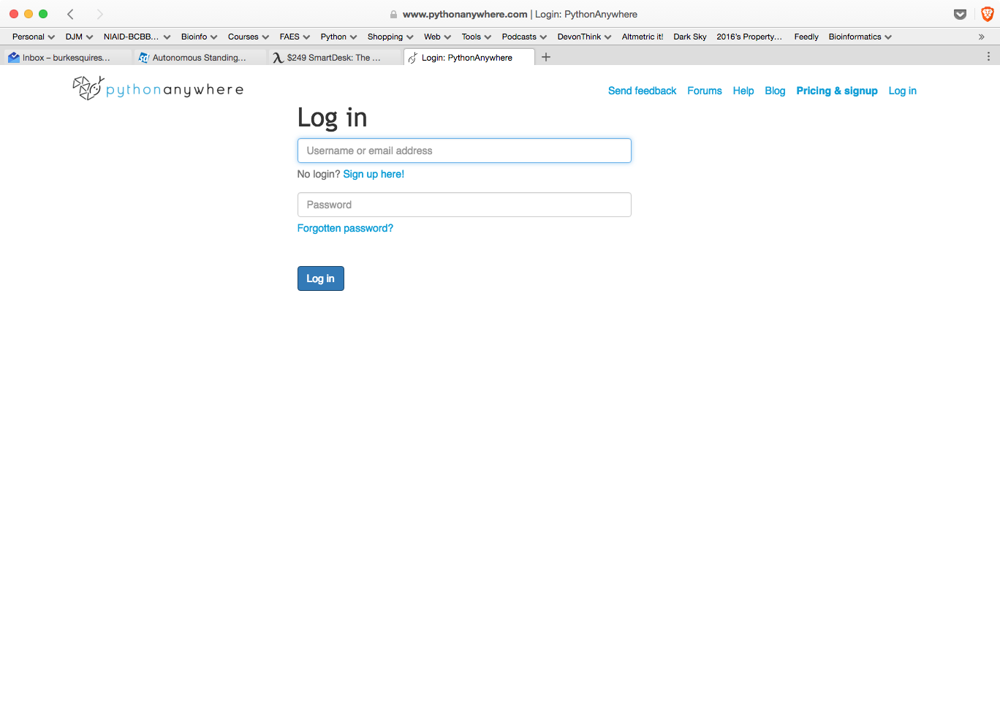 www.pythonanywhere.com | Login: PythonAnywhere
Personal DJM NIAID-BCBB... Bioinfo Courses FAES Python Shopping Web Tools Podcasts DevonThink Altmetric it! Dark Sky 2016's Property... Feedly Bioinformatics »
Inbox – burkesquires... Autonomous Standing... $249 SmartDesk: The ... Login: PythonAnywhere +
pythonanywhere
Send feedback Forums Help Blog Pricing & signup Log in
Log in
Username or email address
No login? Sign up here!
Password
Forgotten password?
Log in